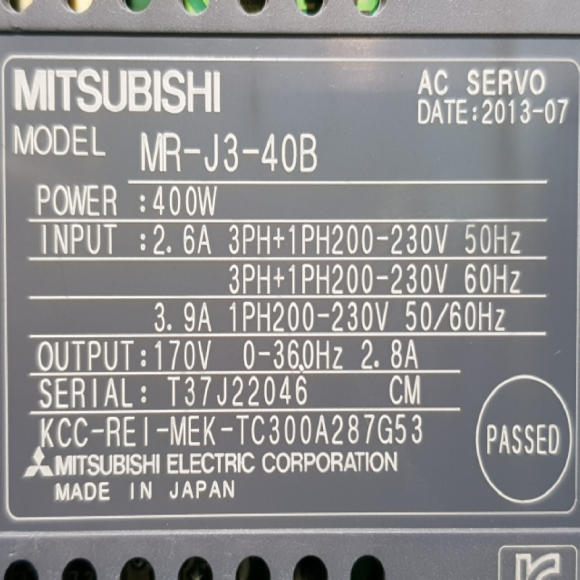 MITSUBISHI AC SERVO
DATE:2013-07
MODEL MR-J3-40B
POWER :400W
INPUT :2.6A 3PH+1PH200-230V 50Hz
3PH+1PH200-230V 60Hz
3.9A 1PH200-230V 50/60Hz
OUTPUT:170V 0-360Hz 2.8A
SERIAL: T37J22046 CM
KCC-REI-MEK-TC300A287G53
PASSED
MITSUBISHI ELECTRIC CORPORATION
MADE IN JAPAN